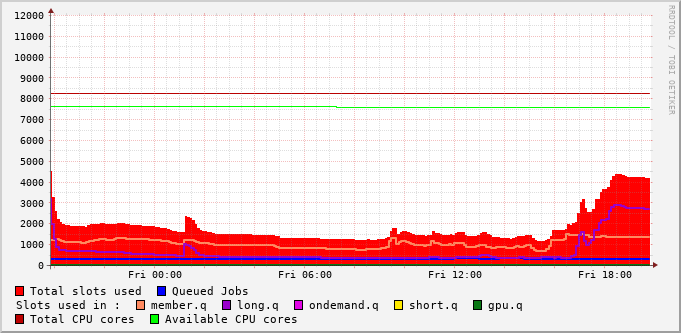 12000
11000
10000
9000
8000
7000
6000
5000
4000
3000
2000
1000
0
Fri 00:00 Fri 06:00 Fri 12:00 Fri 18:00
Total slots used Queued Jobs
Slots used in : member.q long.q ondemand.q short.q gpu.q
Total CPU cores Available CPU cores
RRDTOOL / TOBI OETIKER